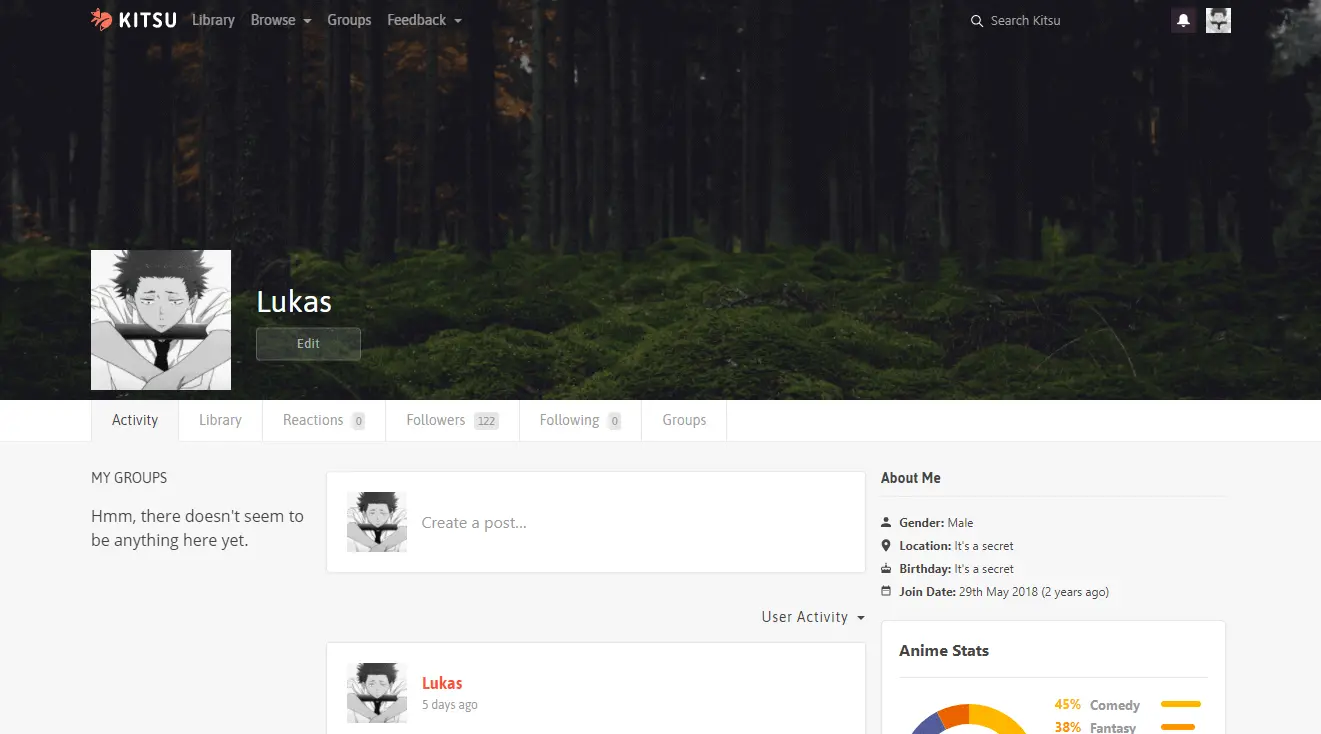 KITSU Library Browse Groups Feedback Search Kitsu
Lukas
Edit
Activity Library Reactions 0 Followers 122 Following 0 Groups
MY GROUPS
Hmm, there doesn't seem to
be anything here yet.
Create a post...
User Activity
Lukas
5 days ago
About Me
Gender: Male
Location: It's a secret
Birthday: It's a secret
Join Date: 29th May 2018 (2 years ago)
Anime Stats
45% Comedy
38% Fantasy